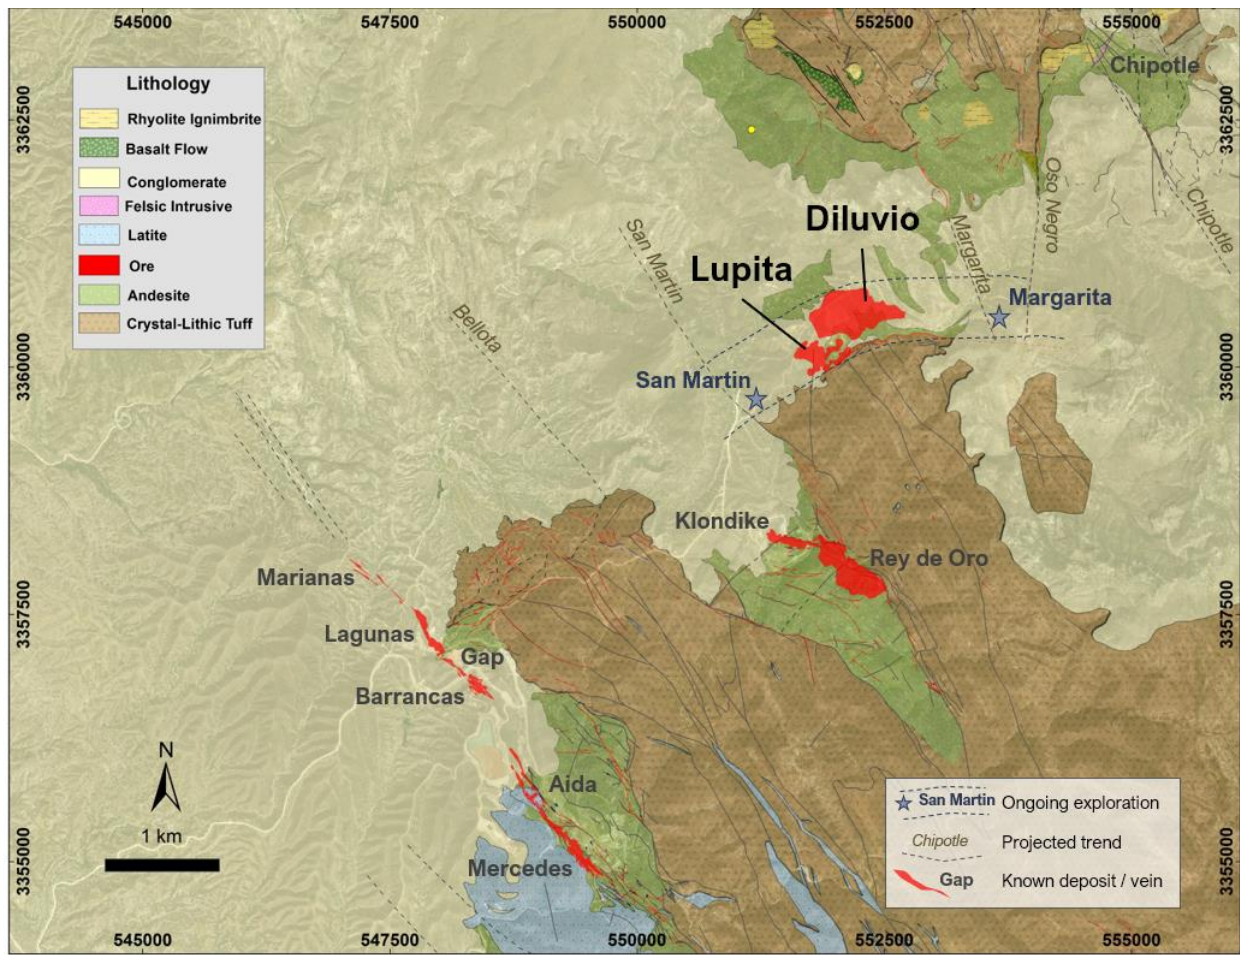 545000
547500
550000
552500
555000
Lithology
Rhyolite Ignimbrite
Basalt Flow
Conglomerate
Felsic Intrusive
Latite
Ore
Andesite
Crystal-Lithic Tuff
3362500
3362500
Chipotle
Oso Negro
Chipotle
San Martin
Margarita
Diluvio
Lupita
Margarita
Bellota
3360000
3360000
San Martin
Klondike
Rey de Oro
Marianas
3357500
3357500
Lagunas
Gap
Barrancas
N
1 km
Aida
Mercedes
San Martin Ongoing exploration
Chipotle Projected trend
Gap Known deposit / vein
3355000
3355000
545000
547500
550000
552500
555000